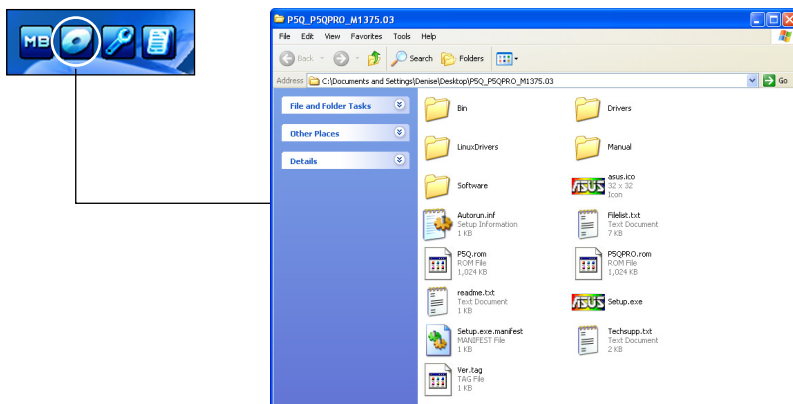 MB
P5Q_P5QPRO_M1375.03
File Edit View Favorites Tools Help
Back Search Folders
Address C:\Documents and Settings\Denise\Desktop\P5Q_P5QPRO_M1375.03 Go
File and Folder Tasks
Other Places
Details
Bin
Drivers
LinuxDrivers
Manual
Software
ASUS
asus.ico
32 x 32
Icon
Autorun.inf
Setup Information
1 KB
Filelist.txt
Text Document
7 KB
P5Q.rom
ROM File
1,024 KB
P5QPRO.rom
ROM File
1,024 KB
readme.txt
Text Document
1 KB
ASUS
Setup.exe
Setup.exe.manifest
MANIFEST File
1 KB
Techsupp.txt
Text Document
2 KB
Ver.tag
TAG File
1 KB